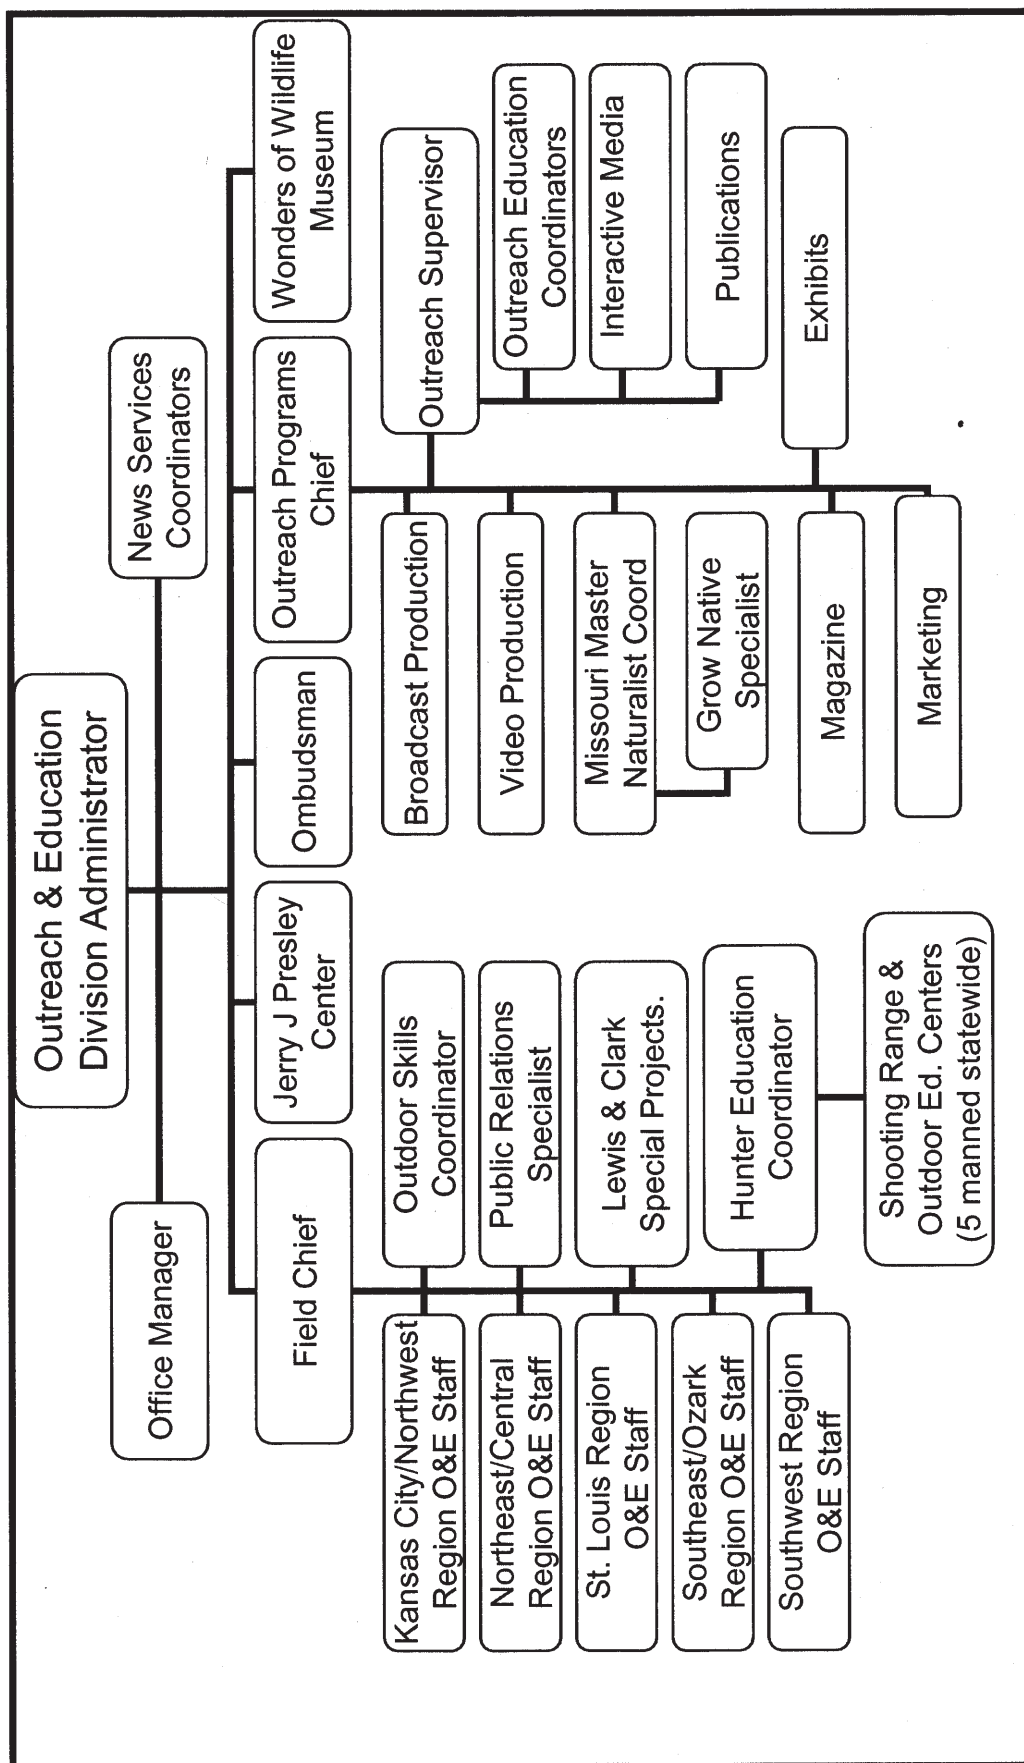 Outreach & Education
Division Administrator
Office Manager
News Services
Coordinators
Field Chief
Jerry J Presley
Center
Ombudsman
Outreach Programs
Chief
Wonders of Wildlife
Museum
Kansas City/Northwest
Region O&E Staff
Northeast/Central
Region O&E Staff
St. Louis Region
O&E Staff
Southeast/Ozark
Region O&E Staff
Southwest Region
O&E Staff
Outdoor Skills
Coordinator
Public Relations
Specialist
Lewis & Clark
Special Projects.
Hunter Education
Coordinator
Shooting Range &
Outdoor Ed. Centers
(5 manned statewide)
Broadcast Production
Video Production
Missouri Master
Naturalist Coord
Grow Native
Specialist
Magazine
Marketing
Outreach Supervisor
Outreach Education
Coordinators
Interactive Media
Publications
Exhibits